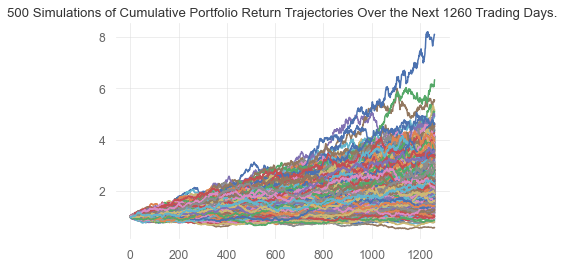 500 Simulations of Cumulative Portfolio Return Trajectories Over the Next 1260 Trading Days.
8
6
4
2
0 200 400 600 800 1000 1200